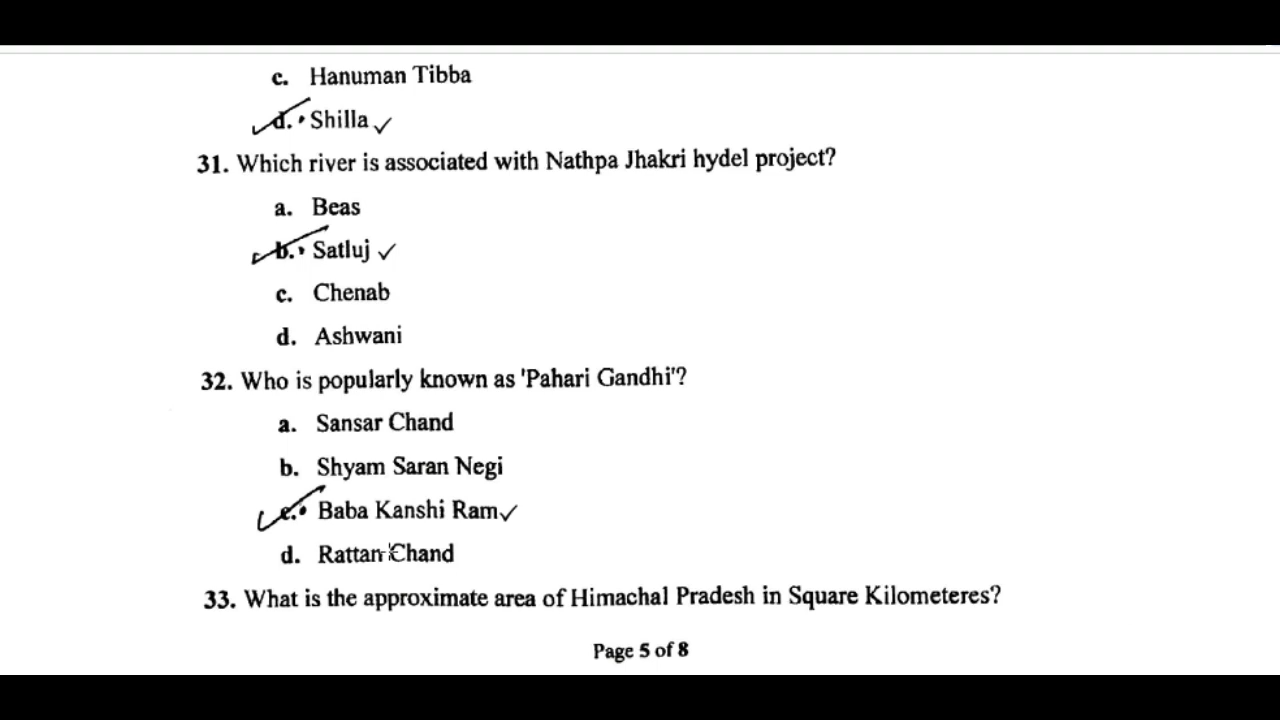 c. Hanuman Tibba
d. Shilla
31. Which river is associated with Nathpa Jhakri hydel project?
a. Beas
b. Satluj
c. Chenab
d. Ashwani
32. Who is popularly known as 'Pahari Gandhi'?
a. Sansar Chand
b. Shyam Saran Negi
c. Baba Kanshi Ram
d. Rattan Chand
33. What is the approximate area of Himachal Pradesh in Square Kilometeres?
Page 5 of 8